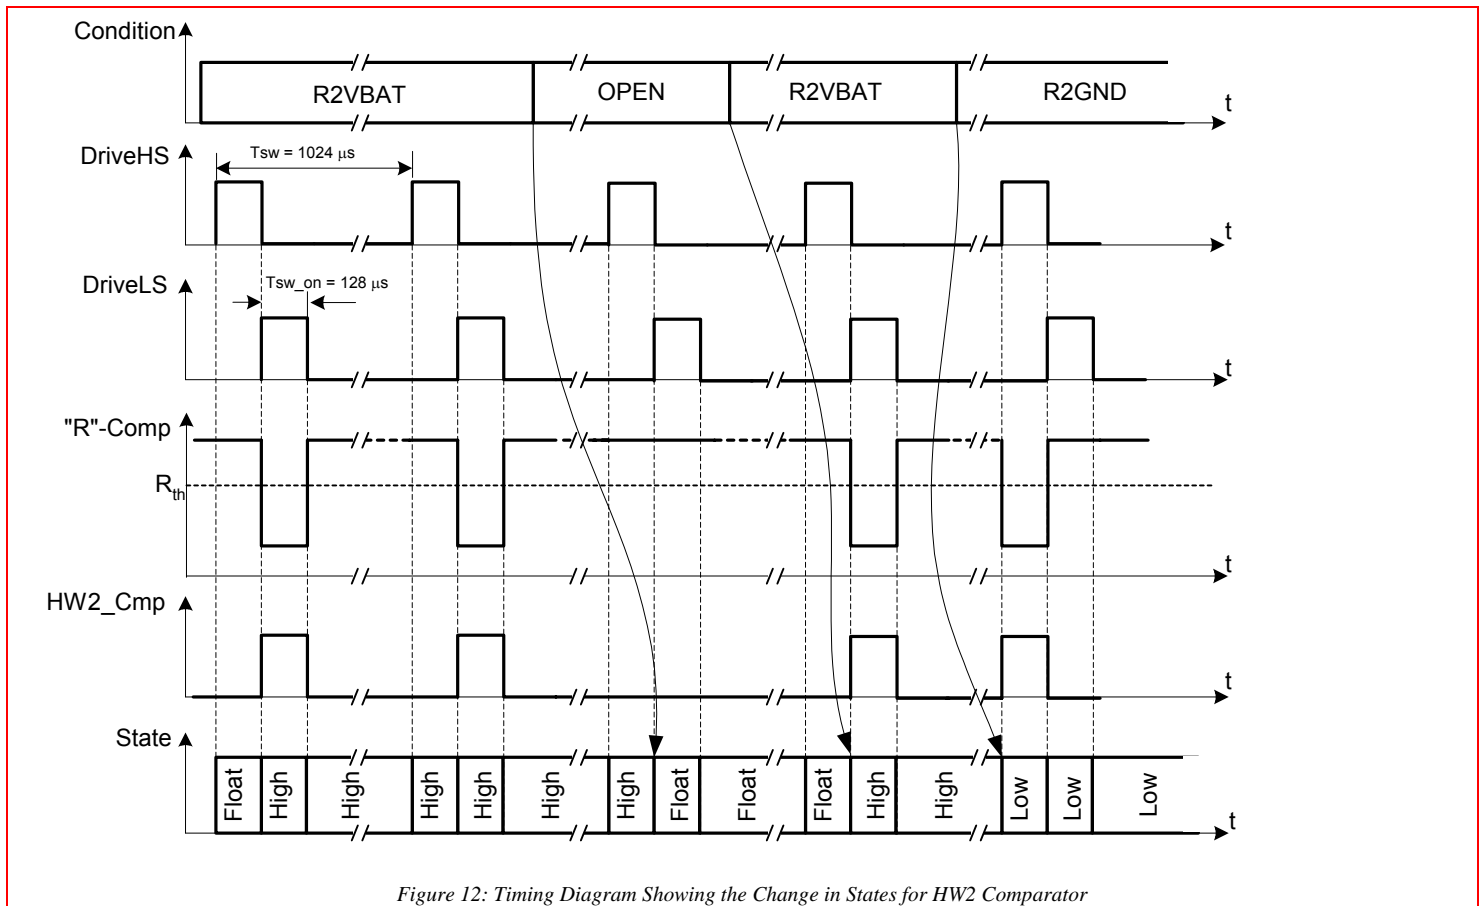 Condition
R2VBAT
OPEN
R2VBAT
R2GND
t
DriveHS
Tsw = 1024 μs
t
DriveLS
Tsw_on = 128 μs
t
"R"-Comp
Rth
t
HW2_Cmp
t
State
Float
High
High
High
High
High
High
Float
Float
Float
High
High
Low
Low
Low
t
Figure 12: Timing Diagram Showing the Change in States for HW2 Comparator